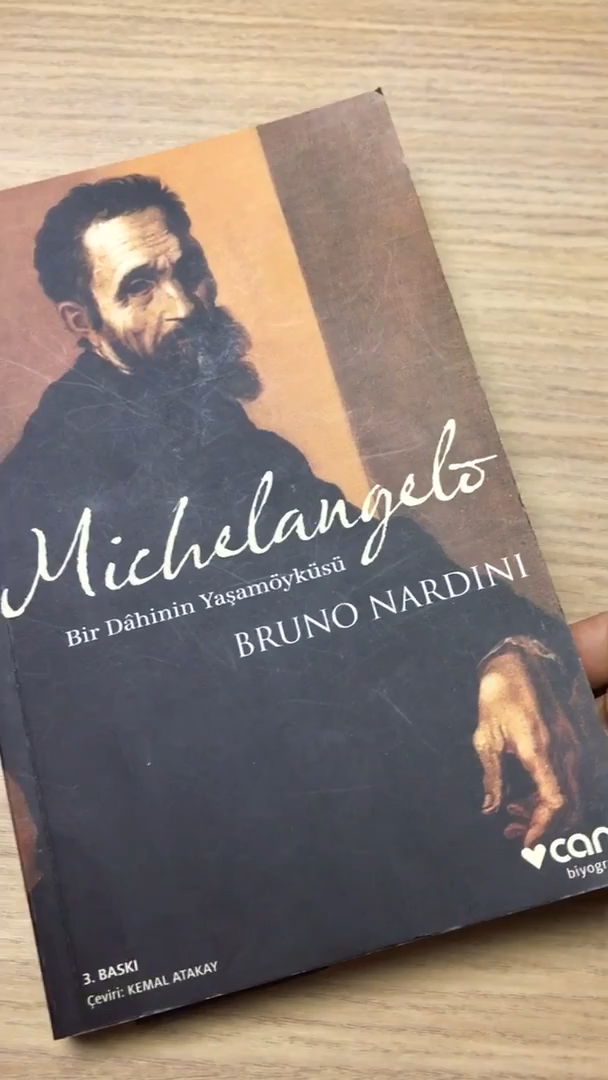 Michelangelo
Bir Dâhinin Yaşamöyküsü
BRUNO NARDINI
3. BASKI
Çeviri: KEMAL ATAKAY